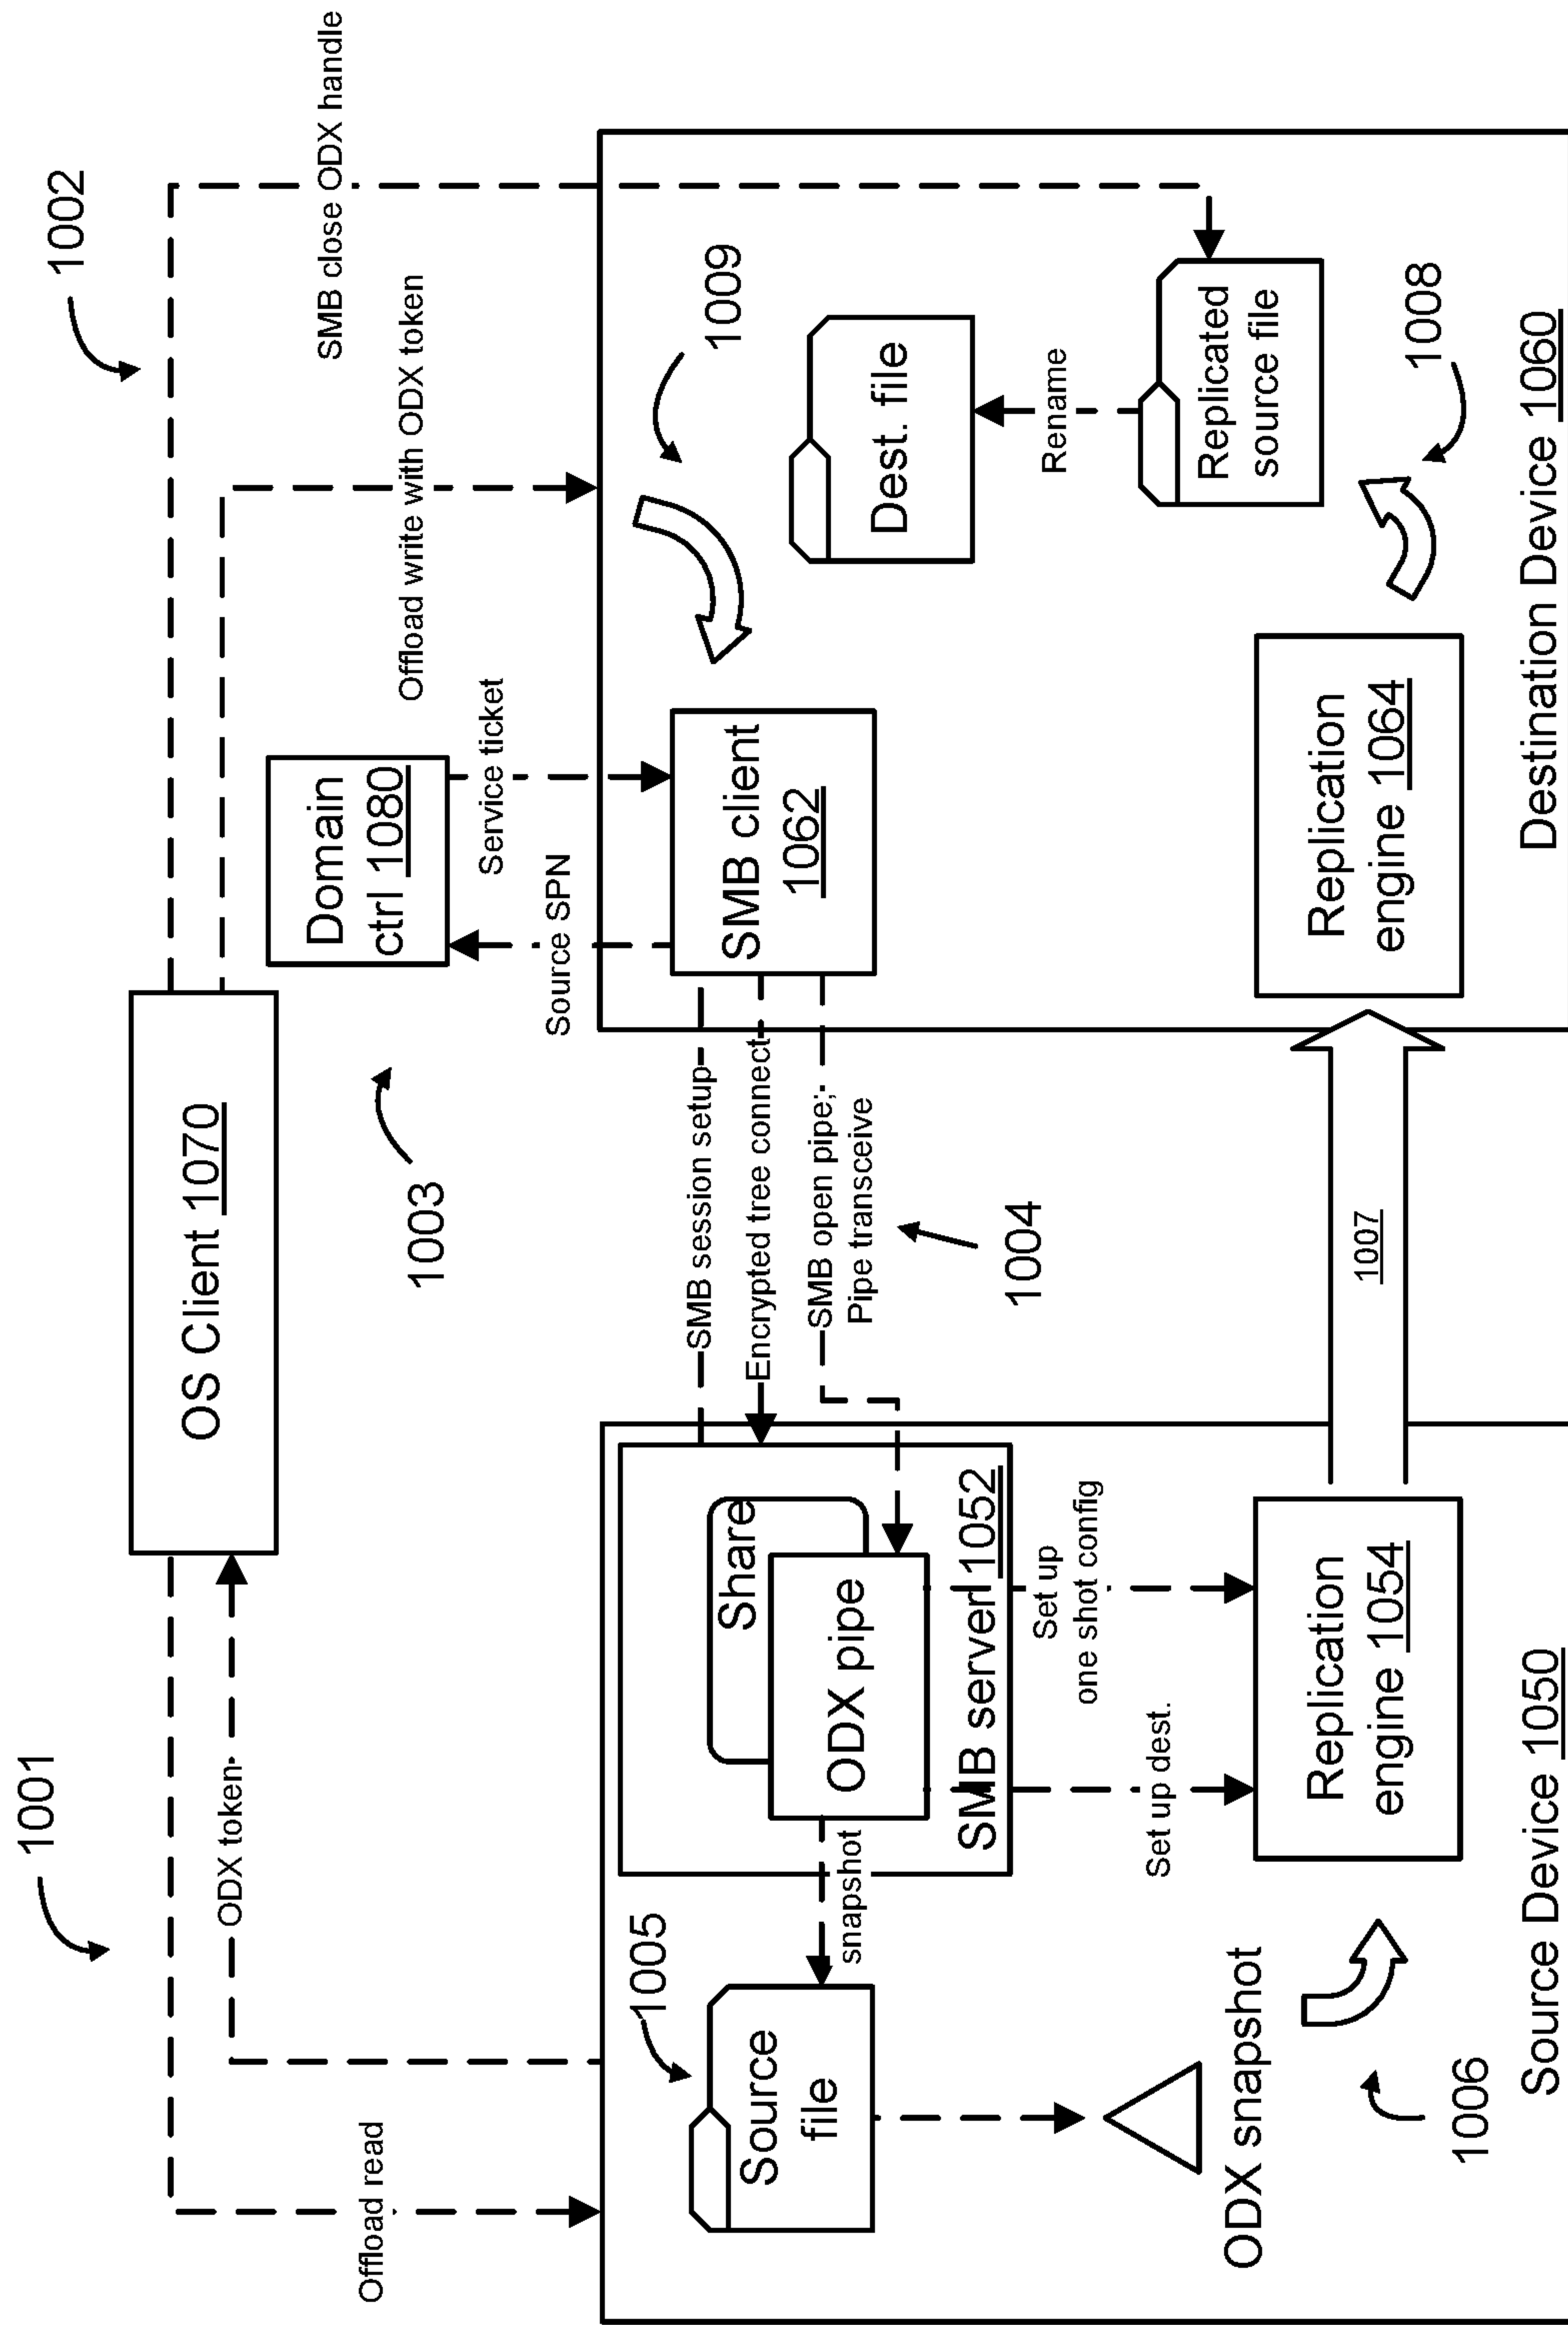 1001
1002
OS Client 1070
Offload read
ODX token
SMB close ODX handle
Offload write with ODX token
1003
Domain
ctrl 1080
Source SPN
Service ticket
1005
Source
file
snapshot
Share
ODX pipe
SMB server 1052
SMB session setup
Encrypted tree connect
SMB open pipe;
Pipe transceive
1004
SMB client
1062
1009
Dest. file
Rename
Replicated
source file
1008
ODX snapshot
1006
Set up dest.
Set up
one shot config
Replication
engine 1054
1007
Replication
engine 1064
Source Device 1050
Destination Device 1060